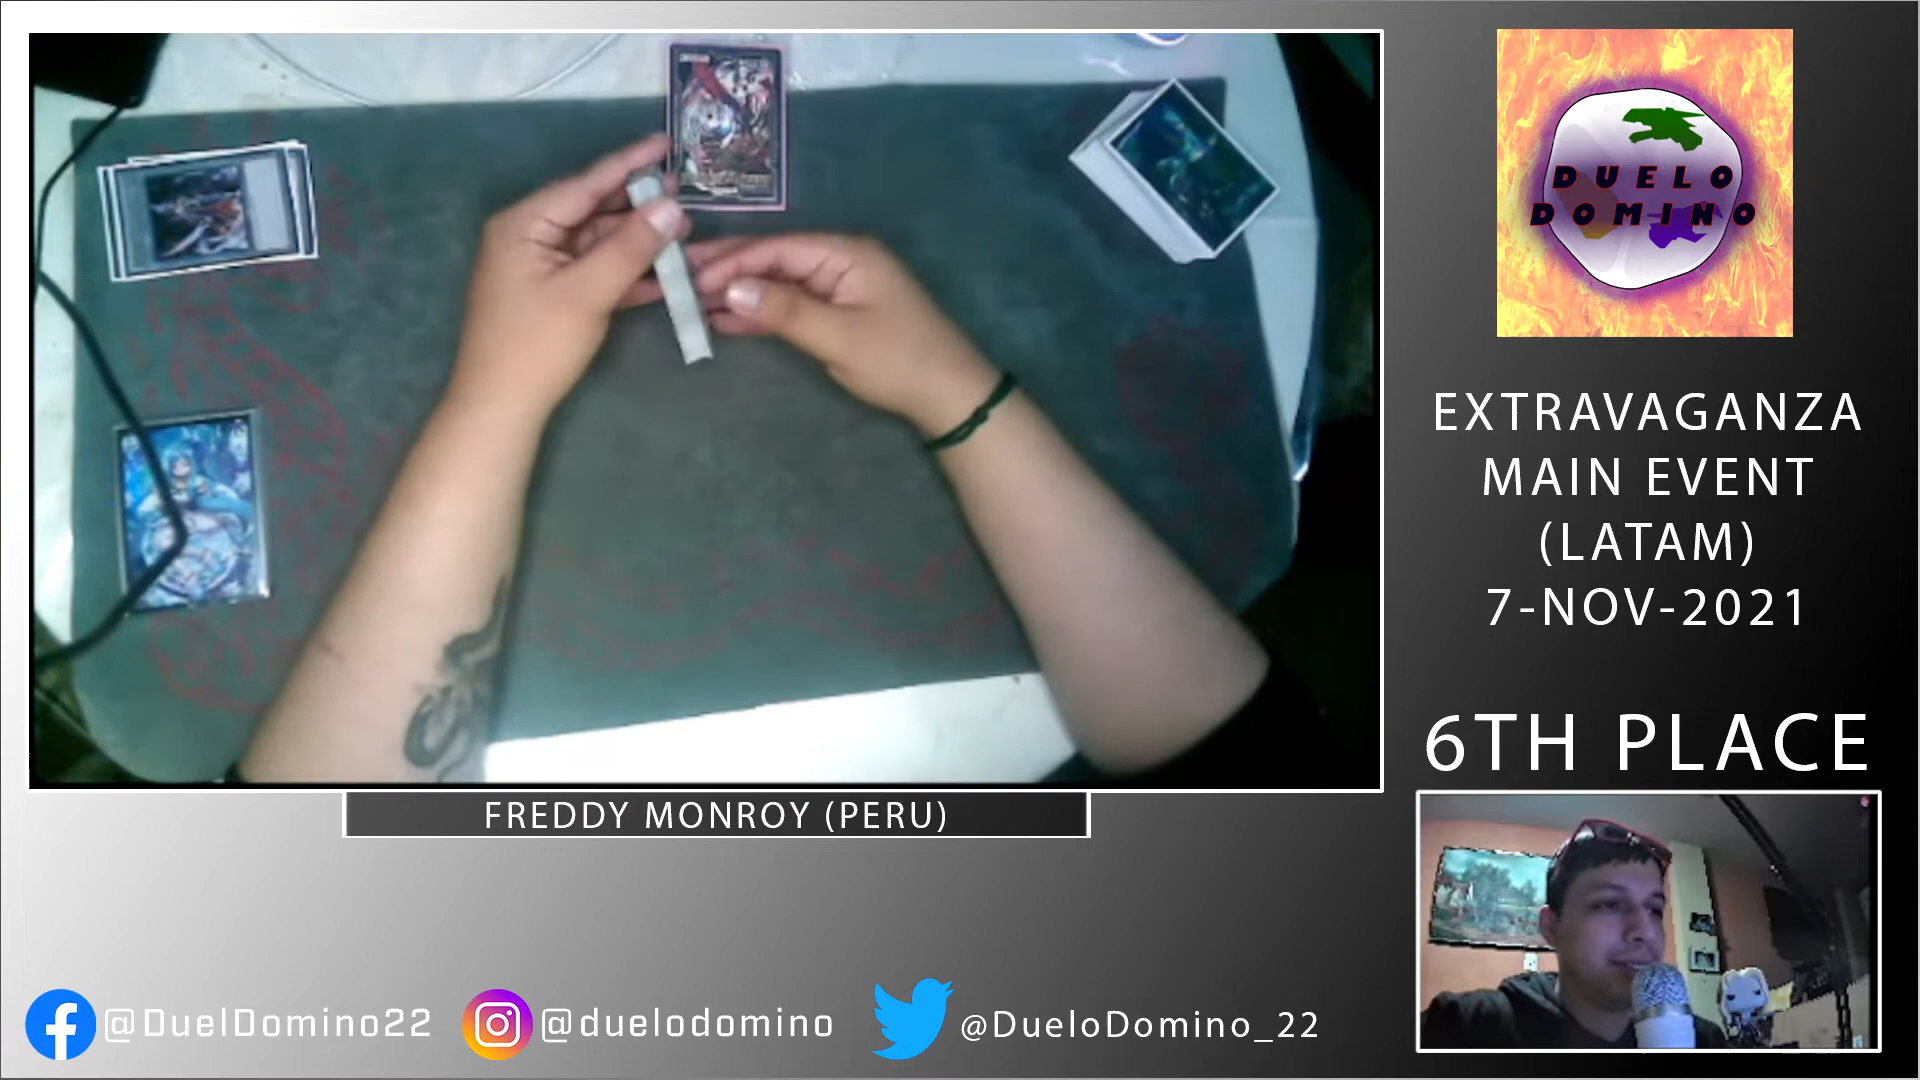 DUELO
DOMINO
EXTRAVAGANZA
MAIN EVENT
(LATAM)
7-NOV-2021
6TH PLACE
FREDDY MONROY (PERU)
@DuelDomino22
@duelodomino
@DueloDomino_22